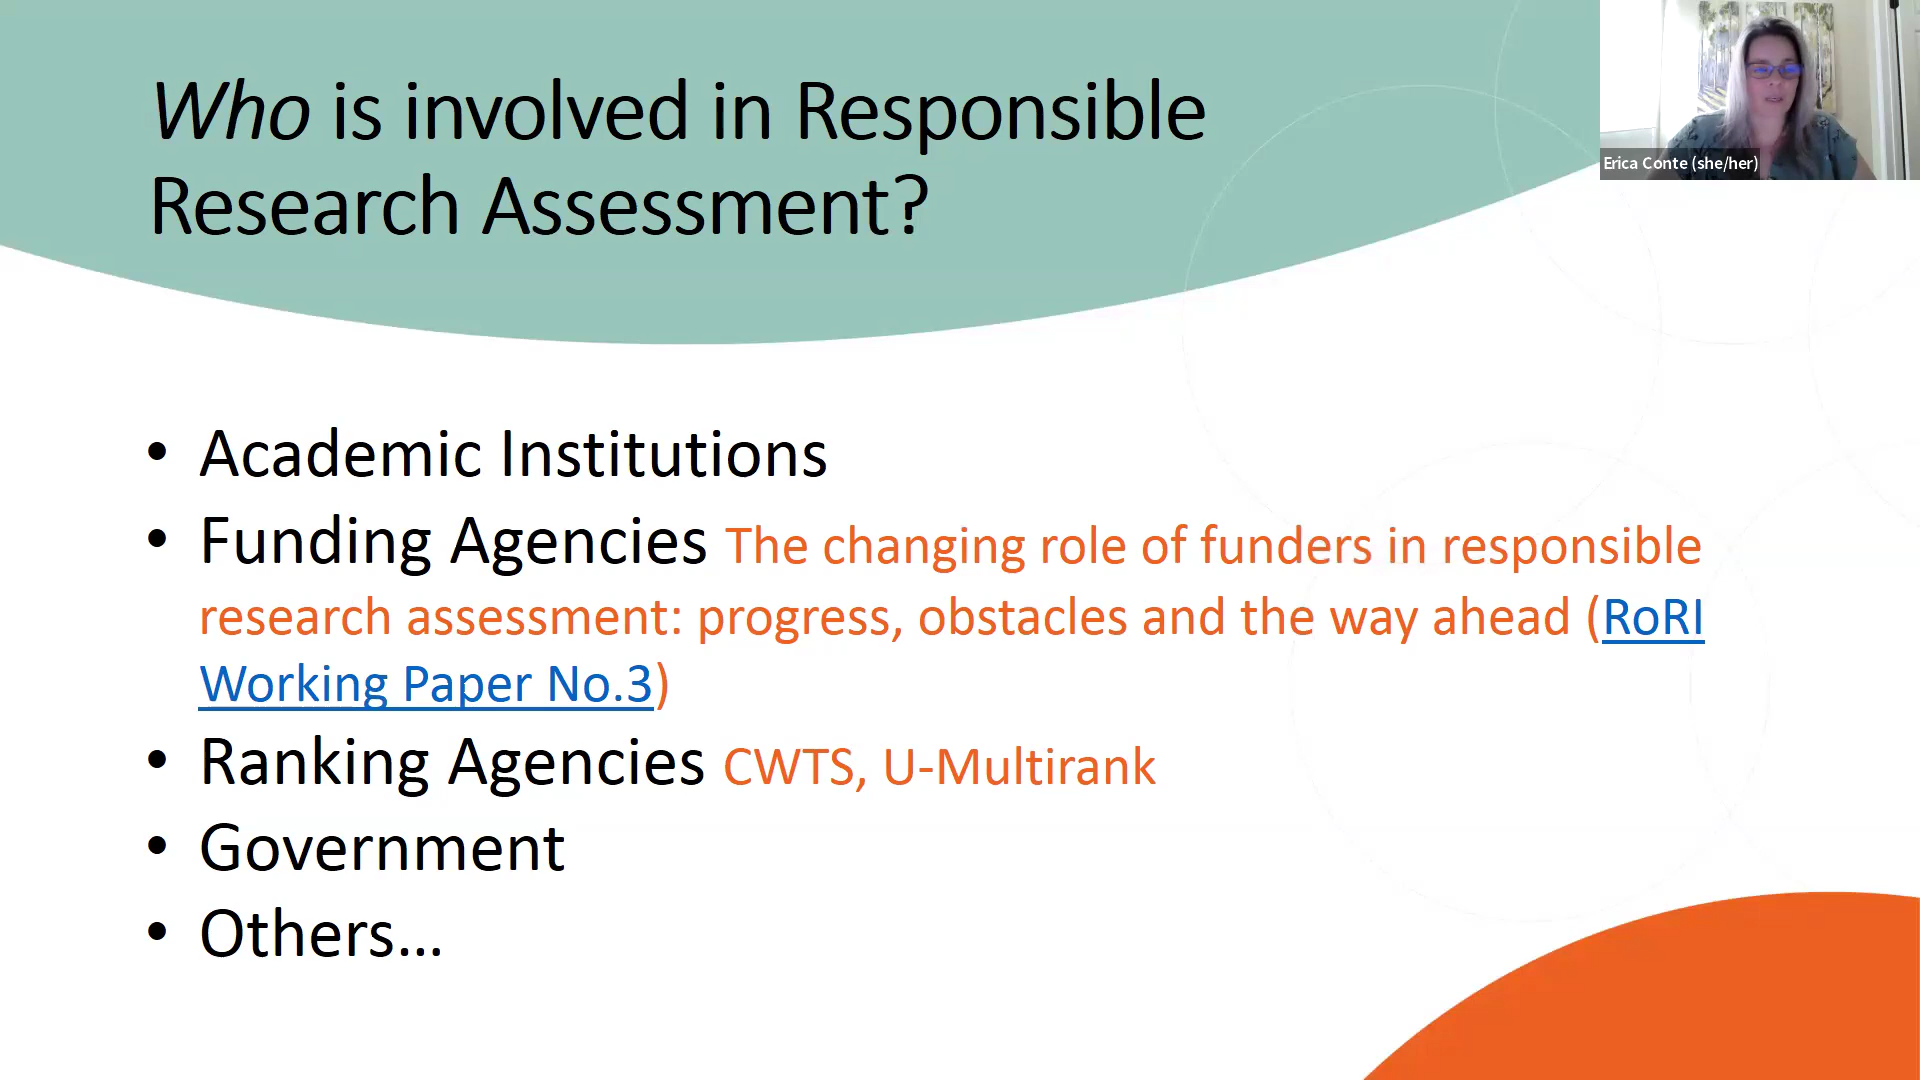 Who is involved in Responsible
Research Assessment?
Erica Conte (she/her)
• Academic Institutions
• Funding Agencies The changing role of funders in responsible
research assessment: progress, obstacles and the way ahead (RoRI
Working Paper No.3)
• Ranking Agencies CWTS, U-Multirank
• Government
• Others...